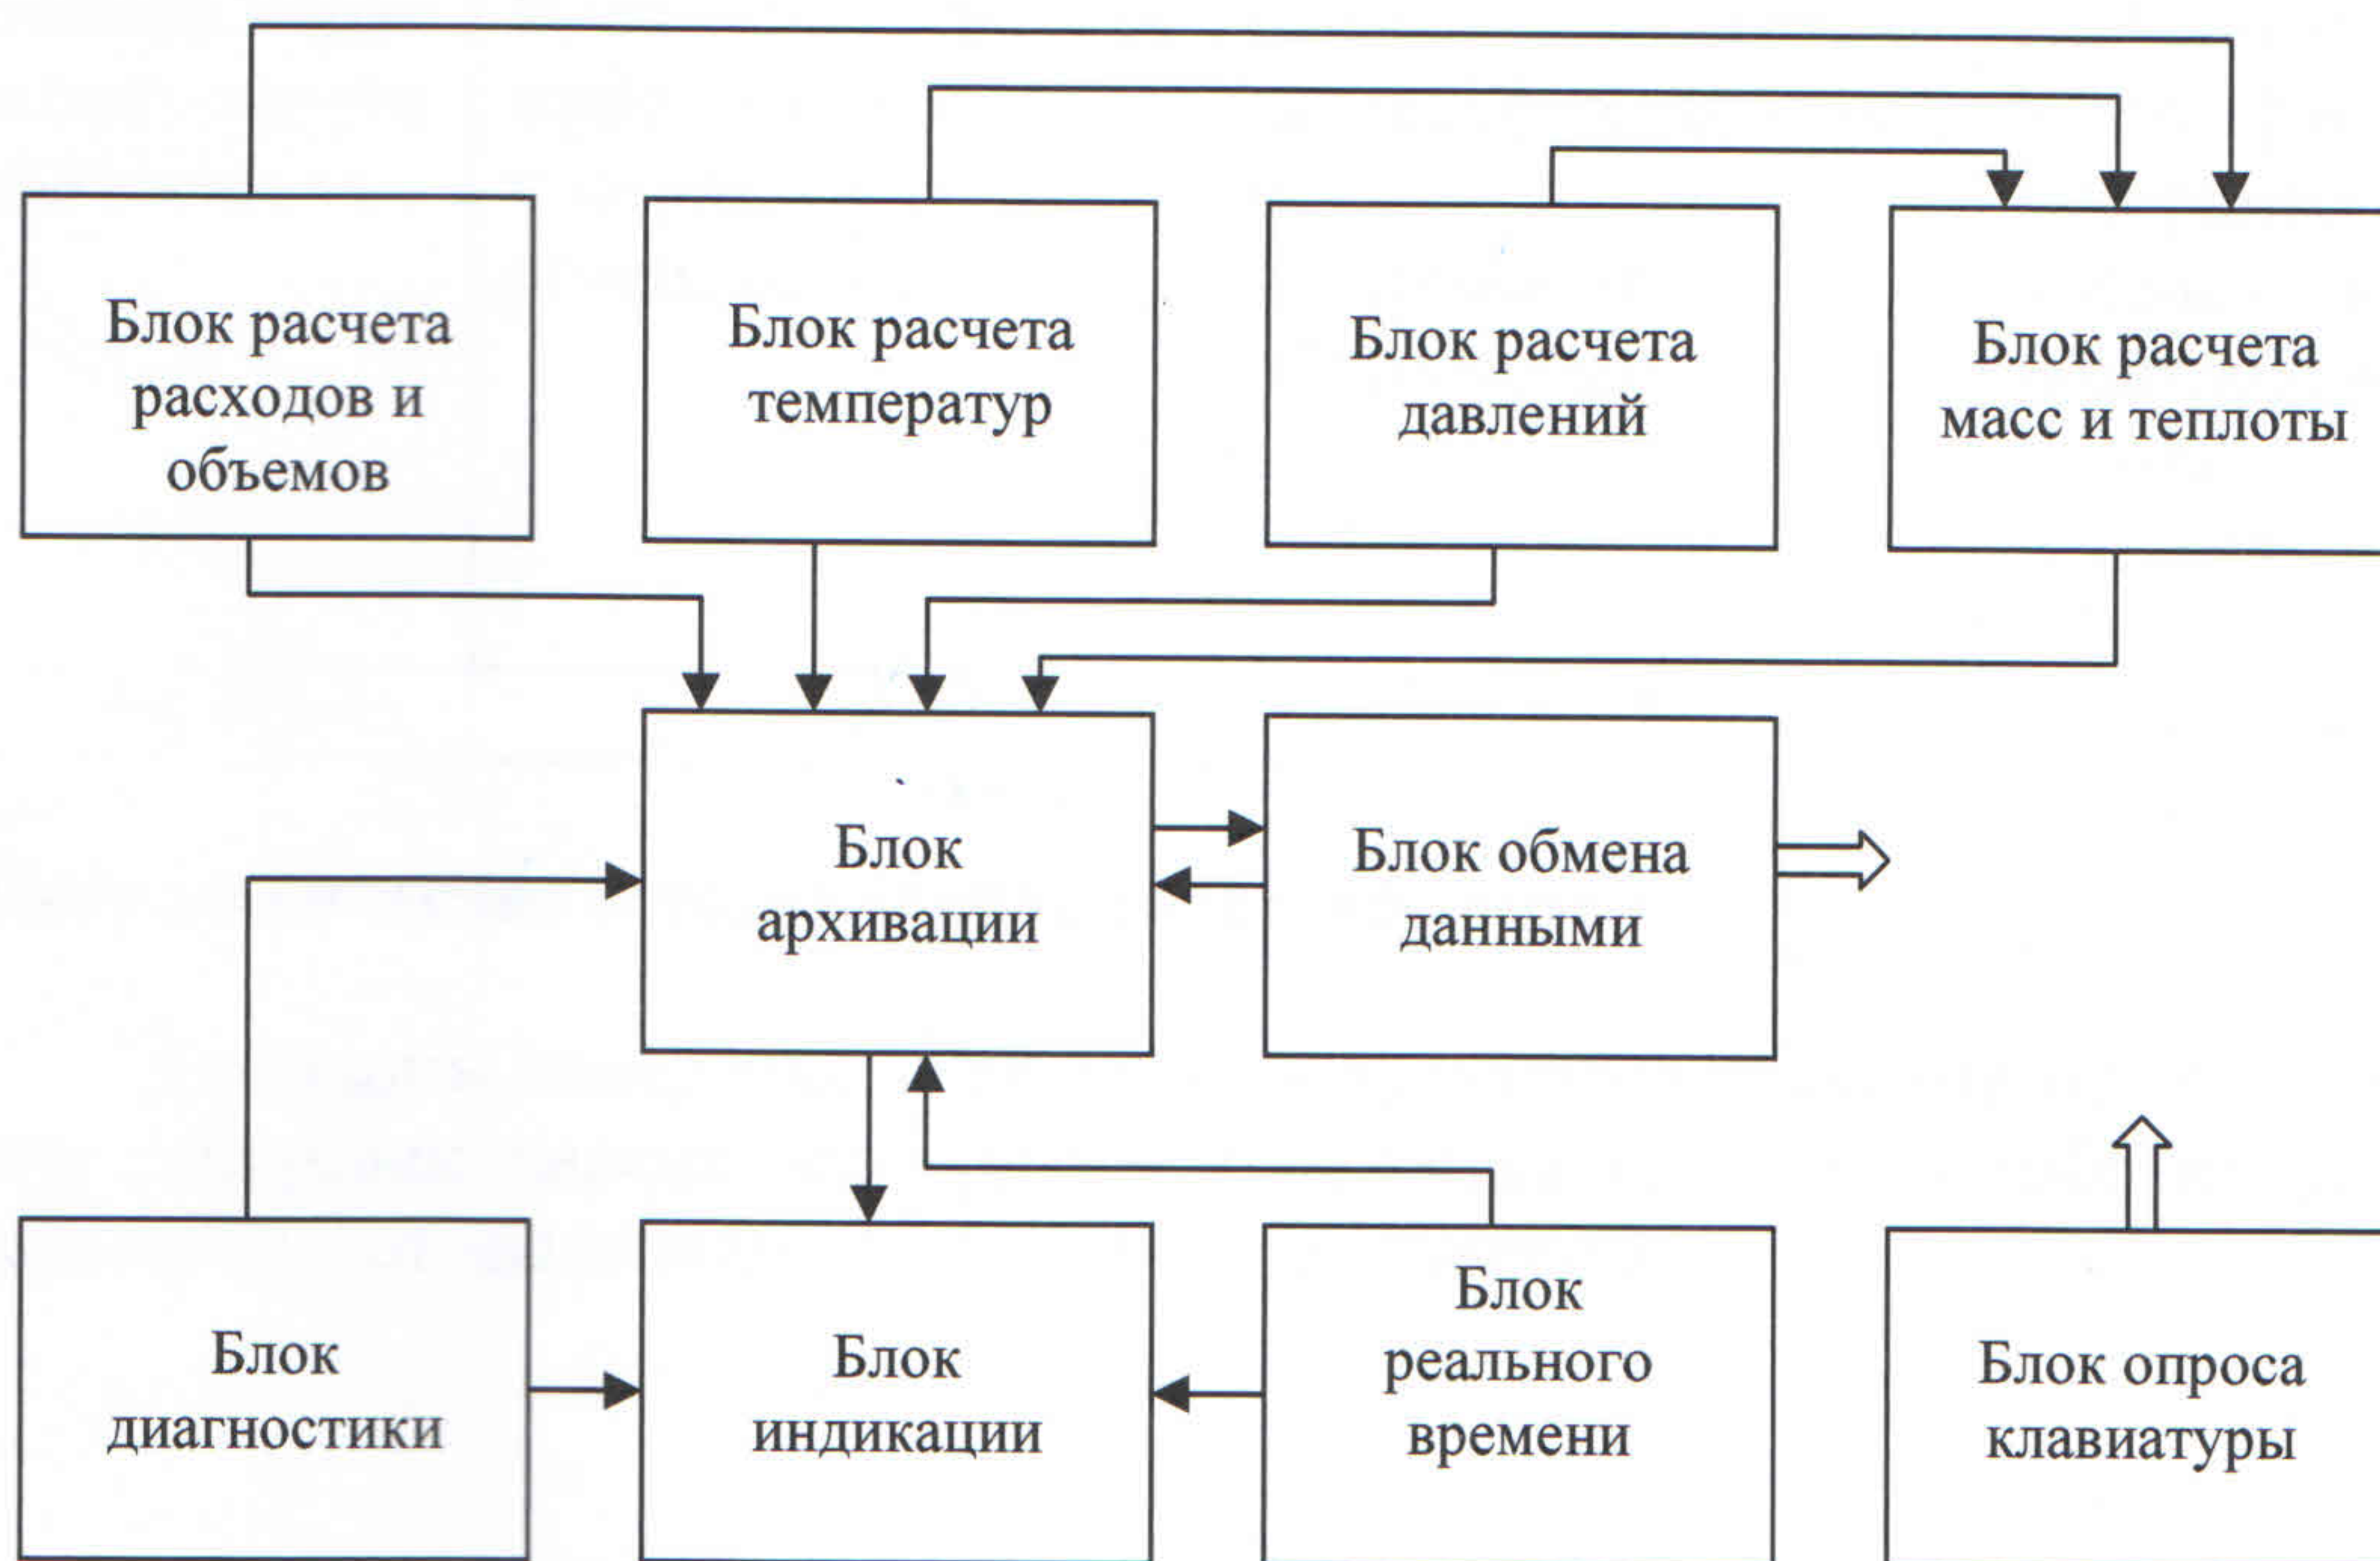 Блок расчета
расходов и
объемов
Блок расчета
температур
Блок расчета
давлений
Блок расчета
масс и теплоты
Блок
архивации
Блок обмена
данными
Блок
диагностики
Блок
индикации
Блок
реального
времени
Блок опроса
клавиатуры